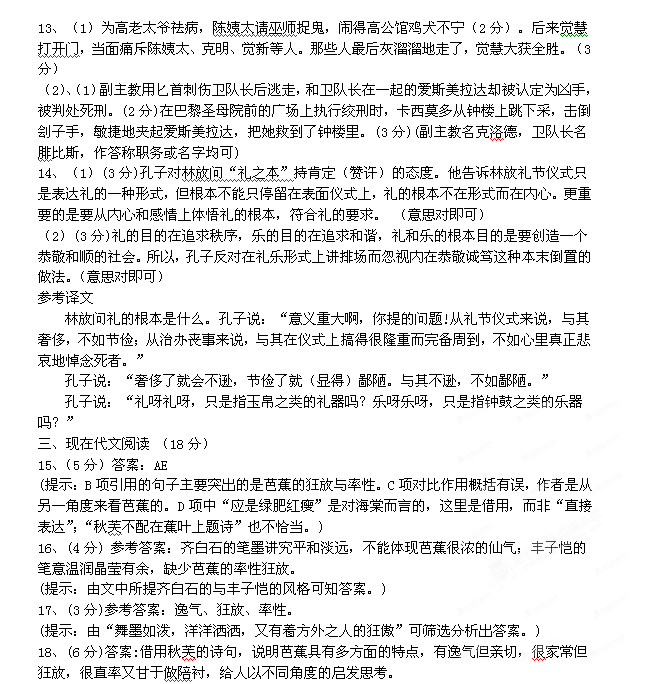 13、（1）为高老太爷祛病，陈姨太请巫师捉鬼，闹得高公馆鸡犬不宁（2 分）。后来觉慧
打开门，当面痛斥陈姨太、克明、觉新等人。那些人最后灰溜溜地走了，觉慧大获全胜。（3
分）
（2）、（1）副主教用匕首刺伤卫队长后逃走，和卫队长在一起的爱斯美拉达却被认定为凶手，
被判处死刑。（2 分）在巴黎圣母院前的广场上执行绞刑时，卡西莫多从钟楼上跳下采，击倒
刽子手，敏捷地夹起爱斯美拉达，把她救到了钟楼里。（3 分）（副主教名克洛德，卫队长名
腓比斯，作答称职务或名字均可）
14、（1）（3 分）孔子对林放问“礼之本”持肯定（赞许）的态度。他告诉林放礼节仪式只
是表达礼的一种形式，但根本不能只停留在表面仪式上，礼的根本不在形式而在内心。更重
要的是要从内心和感情上体悟礼的根本，符合礼的要求。 （意思对即可）
（2）（3 分）礼的目的在追求秩序，乐的目的在追求和谐，礼和乐的根本目的是要创造一个
恭敬和顺的社会。所以，孔子反对在礼乐形式上讲排场而忽视内在恭敬诚笃这种本末倒置的
做法。（意思对即可）
参考译文
林放问礼的根本是什么。孔子说：“意义重大啊，你提的问题!从礼节仪式来说，与其
奢侈，不如节俭；从治办丧事来说，与其在仪式上搞得很隆重而完备周到，不如心里真正悲
哀地悼念死者。”
孔子说：“奢侈了就会不逊，节俭了就（显得）鄙陋。与其不逊，不如鄙陋。”
孔子说：“礼呀礼呀，只是指玉帛之类的礼器吗？乐呀乐呀，只是指钟鼓之类的乐器
吗？”
三、现在代文阅读 （18 分）
15、（5 分）答案：AE
(提示：B 项引用的句子主要突出的是芭蕉的狂放与率性。C 项对比作用概括有误，作者是从
另一角度来看芭蕉的。D 项中“应是绿肥红瘦”是对海棠而言的，这里是借用，而非“直接
表达”；“秋芙不配在蕉叶上题诗”也不恰当。)
16、（4 分）参考答案：齐白石的笔墨讲究平和淡远，不能体现芭蕉很浓的仙气；丰子恺的
笔意温润晶莹有余，缺少芭蕉的率性狂放。
(提示：由文中所提齐白石的与丰子恺的风格可知答案。)
17、（3 分)参考答案：逸气、狂放、率性。
(提示：由“舞墨如泼，洋洋洒洒，又有着方外之人的狂傲”可筛选分析出答案。)
18、（6 分)答案:借用秋芙的诗句，说明芭蕉具有多方面的特点，有逸气但亲切，很家常但
狂放，很直率又甘于做陪衬，给人以不同角度的启发思考。